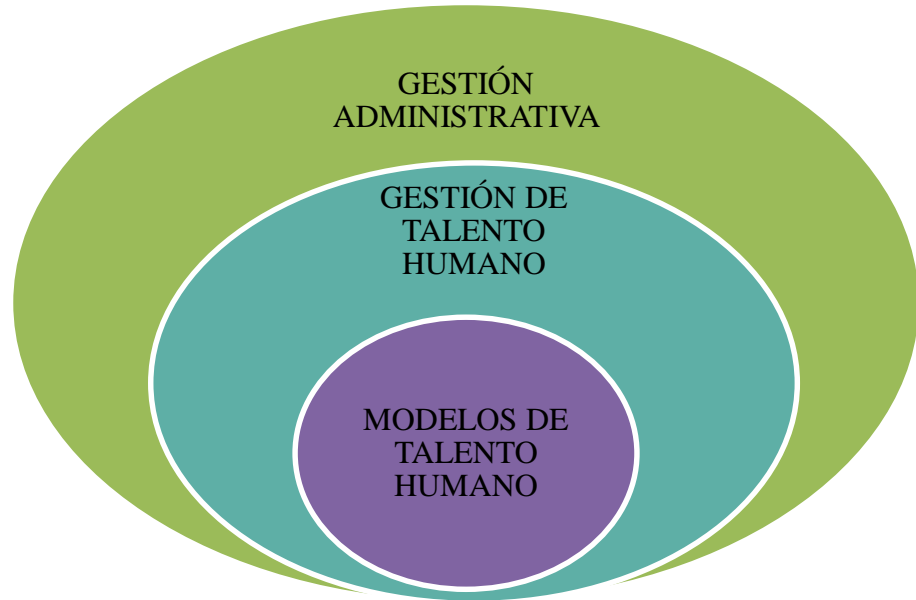 GESTIÓN
ADMINISTRATIVA
GESTIÓN DE
TALENTO
HUMANO
MODELOS DE
TALENTO
HUMANO